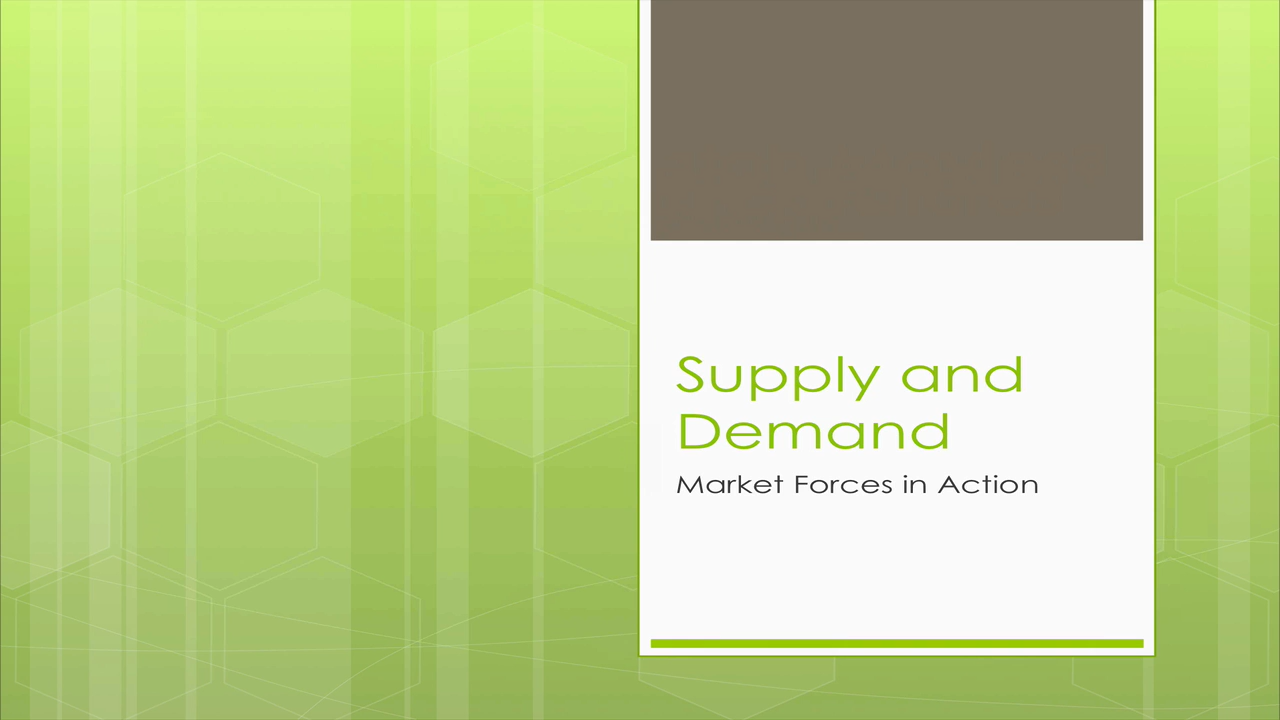 Supply and
Demand
Market Forces in Action